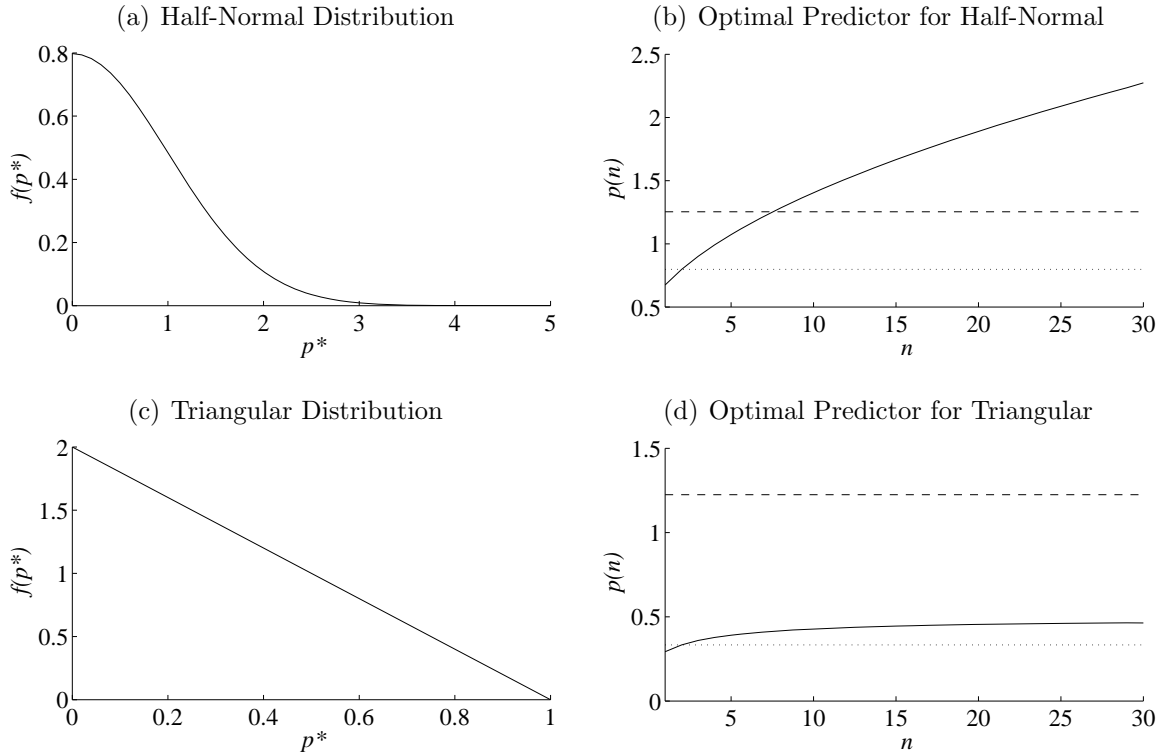 (a) Half-Normal Distribution
0.8
0.6
0.4
0.2
0
f(p*)
0 1 2 3 4 5
p*
(b) Optimal Predictor for Half-Normal
2.5
2
1.5
1
0.5
p(n)
5 10 15 20 25 30
n
(c) Triangular Distribution
2
1.5
1
0.5
0
f(p*)
0 0.2 0.4 0.6 0.8 1
p*
(d) Optimal Predictor for Triangular
1.5
1
0.5
0
p(n)
5 10 15 20 25 30
n